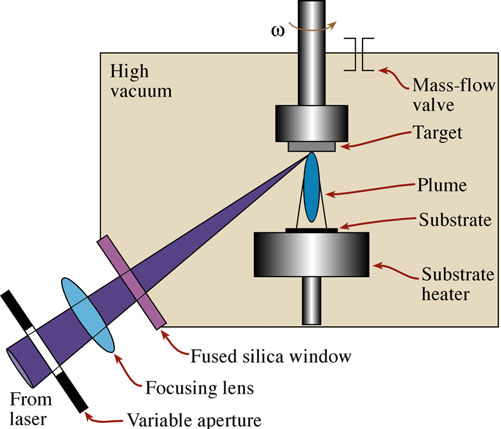 ω
High
vacuum
Mass-flow
valve
Target
Plume
Substrate
Substrate
heater
Fused silica window
Focusing lens
From
laser
Variable aperture